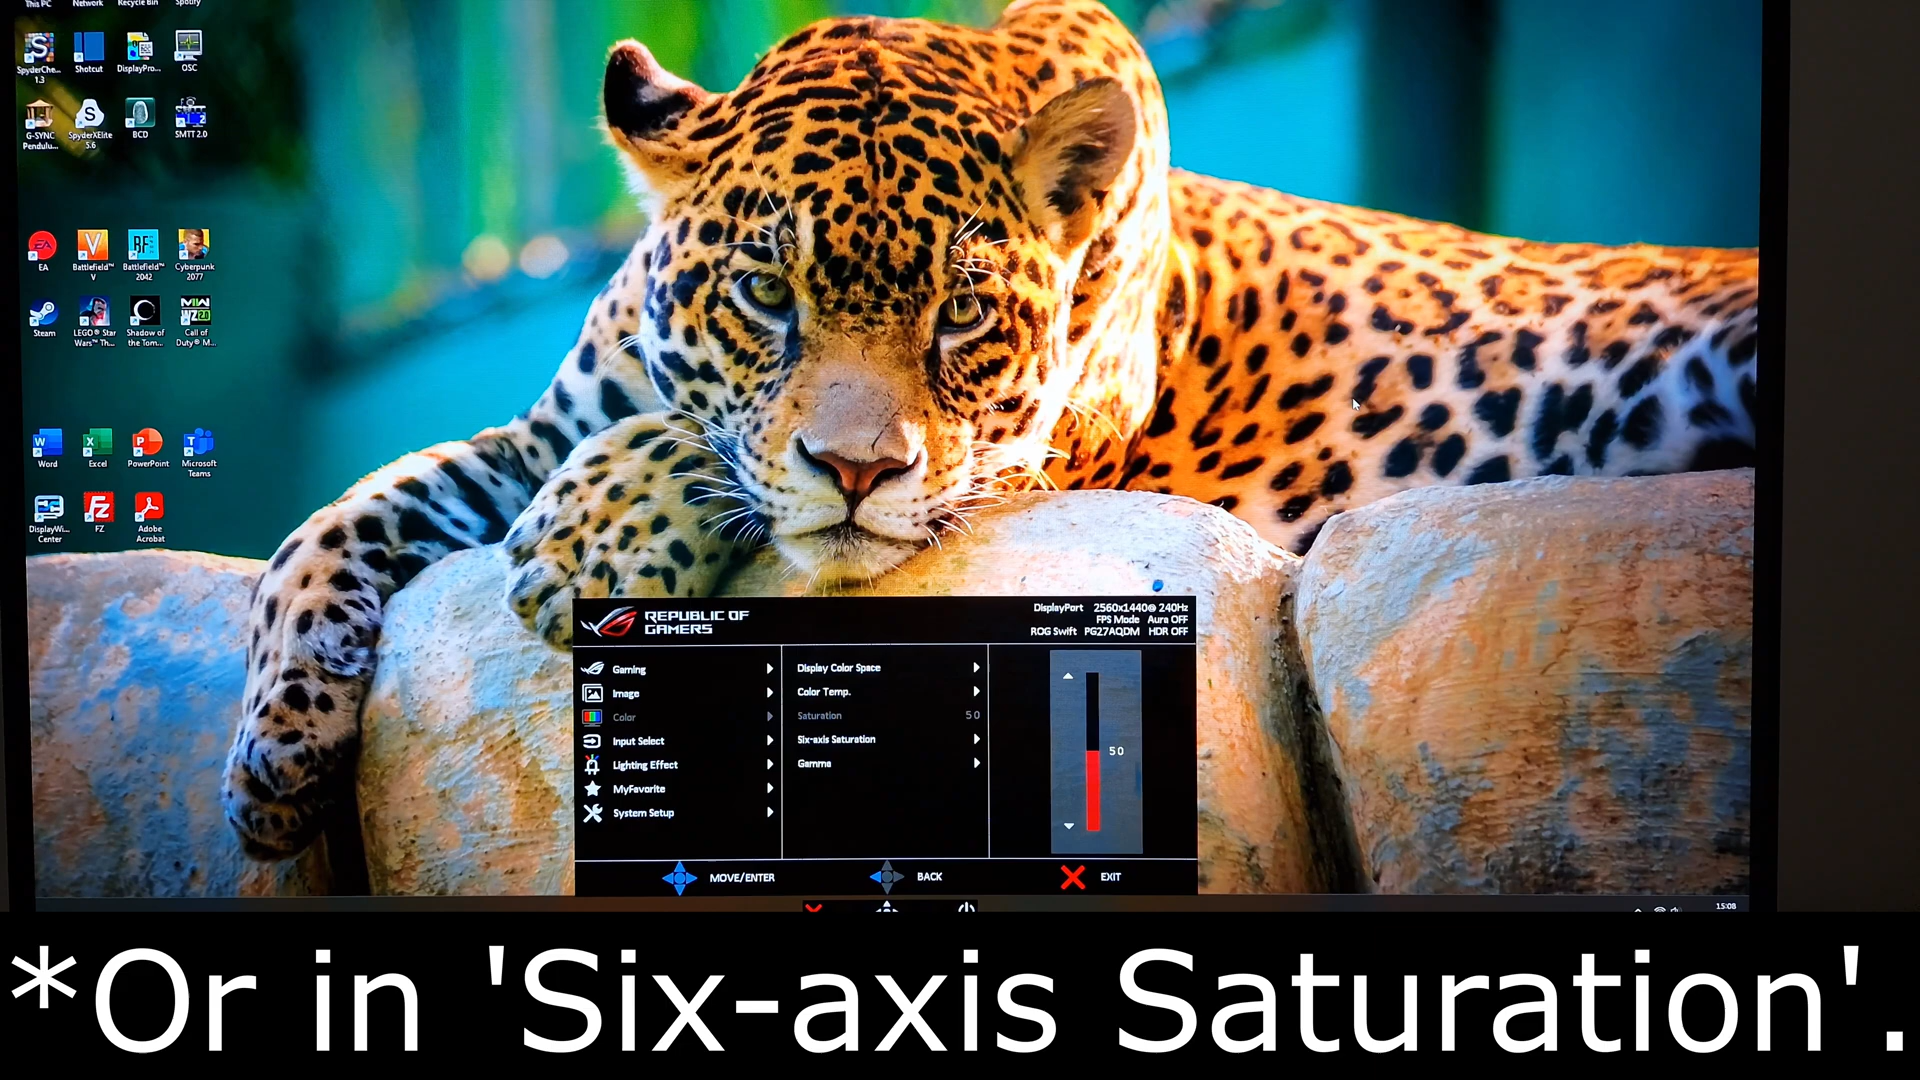 This PC
Network
Recycle Bin
Spotify
SpyderChe...
1.3
Shotcut
DisplayPro...
OSC
G-SYNC
Pendulu...
SpyderXElite
5.6
BCD
SMTT 2.0
EA
Battlefield™
V
Battlefield™
2042
Cyberpunk
2077
Steam
LEGO® Star
Wars™ Th...
Shadow of
the Tom...
Call of
Duty® M...
Word
Excel
PowerPoint
Microsoft
Teams
DisplayWi...
Center
FZ
Adobe
Acrobat
REPUBLIC OF
GAMERS
DisplayPort 2560x1440@ 240Hz
FPS Mode Aura OFF
ROG Swift PG27AQDM HDR OFF
Gaming
Image
Color
Input Select
Lighting Effect
MyFavorite
System Setup
Display Color Space
Color Temp.
Saturation 50
Six-axis Saturation
Gamma
50
MOVE/ENTER
BACK
EXIT
15:08
*Or in 'Six-axis Saturation'.